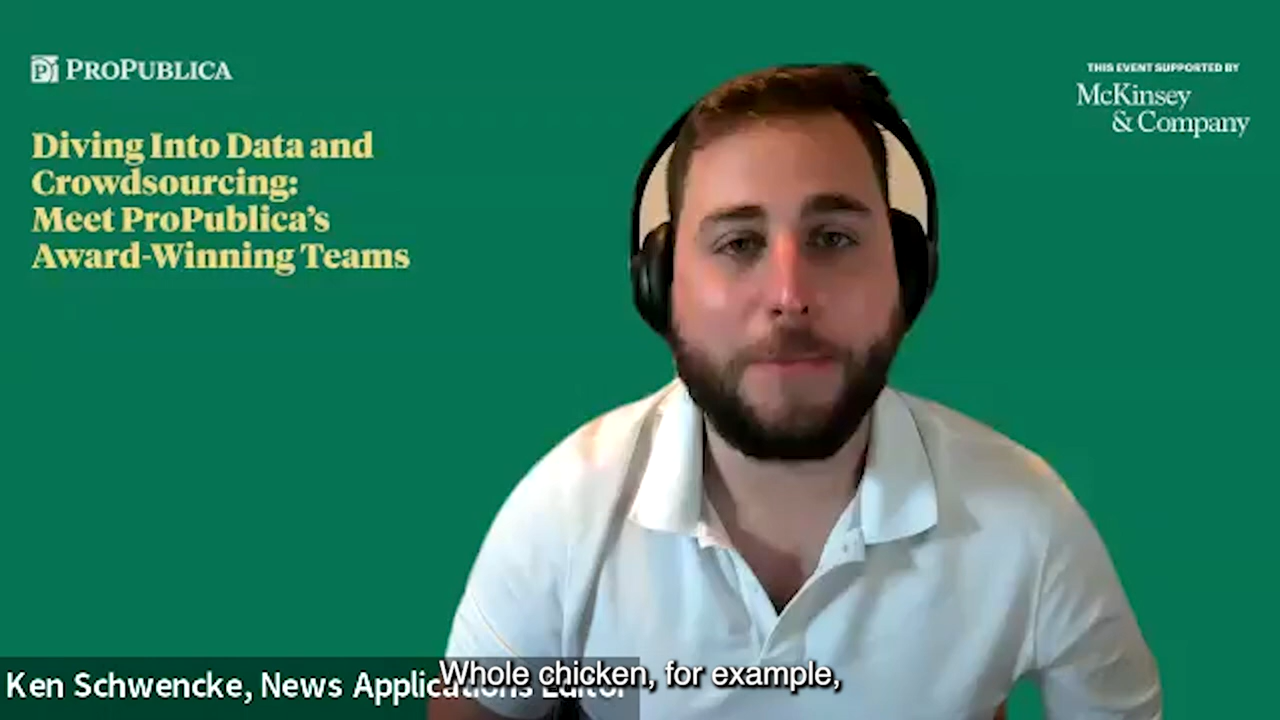 PROPUBLICA
THIS EVENT SUPPORTED BY
McKinsey
& Company
Diving Into Data and
Crowdsourcing:
Meet ProPublica's
Award-Winning Teams
Ken Schwencke, News Applications Editor
Whole chicken, for example,